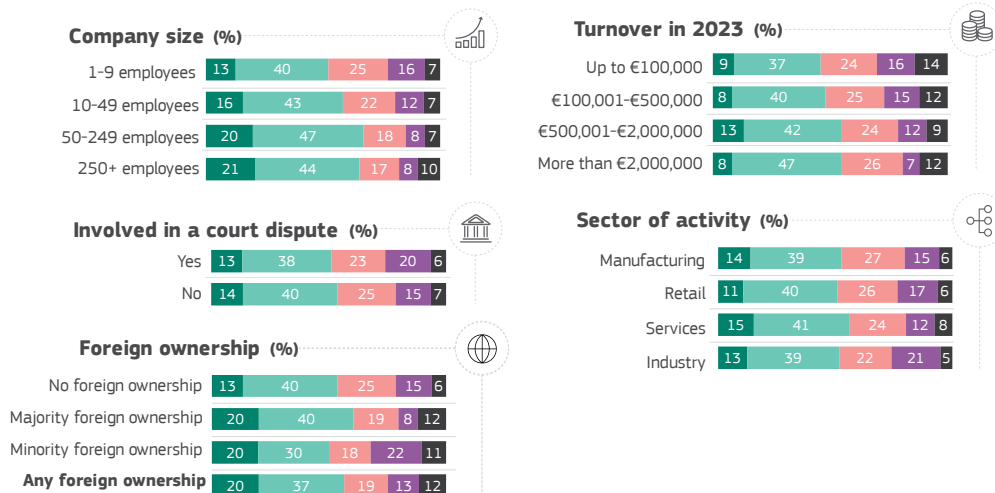 Company size (%)
1-9 employees 13 40 25 16 7
10-49 employees 16 43 22 12 7
50-249 employees 20 47 18 8 7
250+ employees 21 44 17 8 10
Involved in a court dispute (%)
Yes 13 38 23 20 6
No 14 40 25 15 7
Foreign ownership (%)
No foreign ownership 13 40 25 15 6
Majority foreign ownership 20 40 19 8 12
Minority foreign ownership 20 30 18 22 11
Any foreign ownership 20 37 19 13 12
Turnover in 2023 (%)
Up to €100,000 9 37 24 16 14
€100,001-€500,000 8 40 25 15 12
€500,001-€2,000,000 13 42 24 12 9
More than €2,000,000 8 47 26 7 12
Sector of activity (%)
Manufacturing 14 39 27 15 6
Retail 11 40 26 17 6
Services 15 41 24 12 8
Industry 13 39 22 21 5